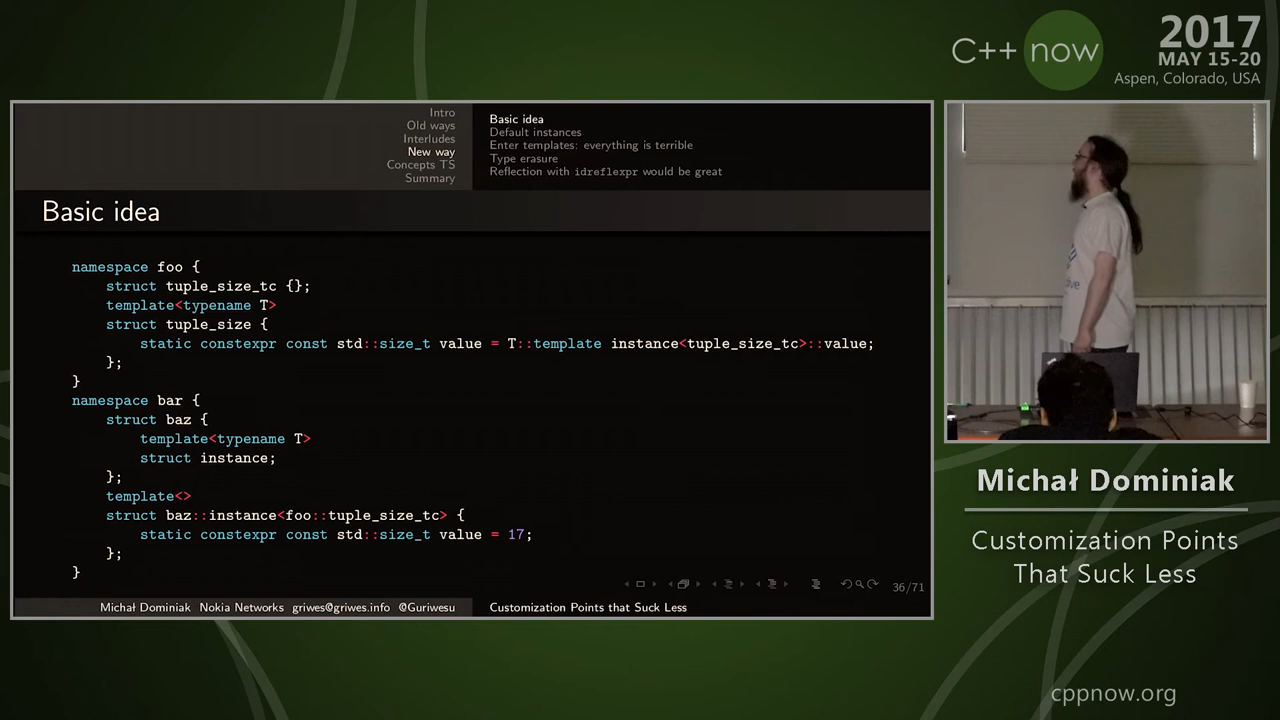 C++ now
2017
MAY 15-20
Aspen, Colorado, USA
Intro
Old ways
Interludes
New way
Concepts TS
Summary
Basic idea
Default instances
Enter templates: everything is terrible
Type erasure
Reflection with idreflexpr would be great
Basic idea
namespace foo {
struct tuple_size_tc {};
template<typename T>
struct tuple_size {
static constexpr const std::size_t value = T::template instance<tuple_size_tc>::value;
};
}
namespace bar {
struct baz {
template<typename T>
struct instance;
};
template<>
struct baz::instance<foo::tuple_size_tc> {
static constexpr const std::size_t value = 17;
};
}
36/71
Michał Dominiak Nokia Networks griwes@griwes.info @Guriwesu
Customization Points that Suck Less
Michał Dominiak
Customization Points
That Suck Less
cppnow.org